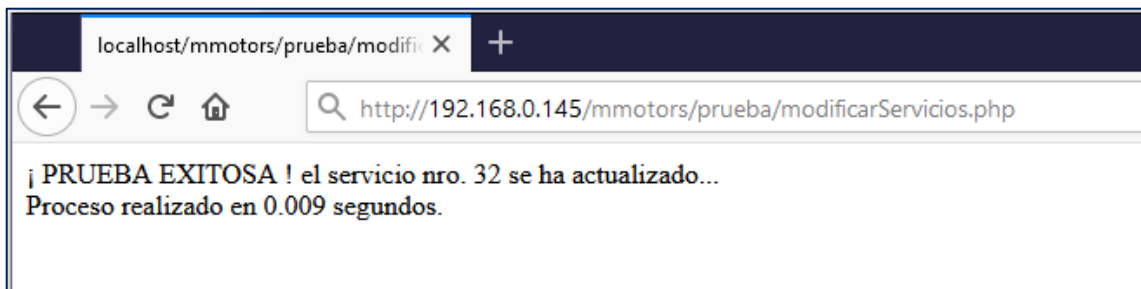 localhost/mmotors/prueba/modific
http://192.168.0.145/mmotors/prueba/modificarServicios.php
¡ PRUEBA EXITOSA ! el servicio nro. 32 se ha actualizado...
Proceso realizado en 0.009 segundos.